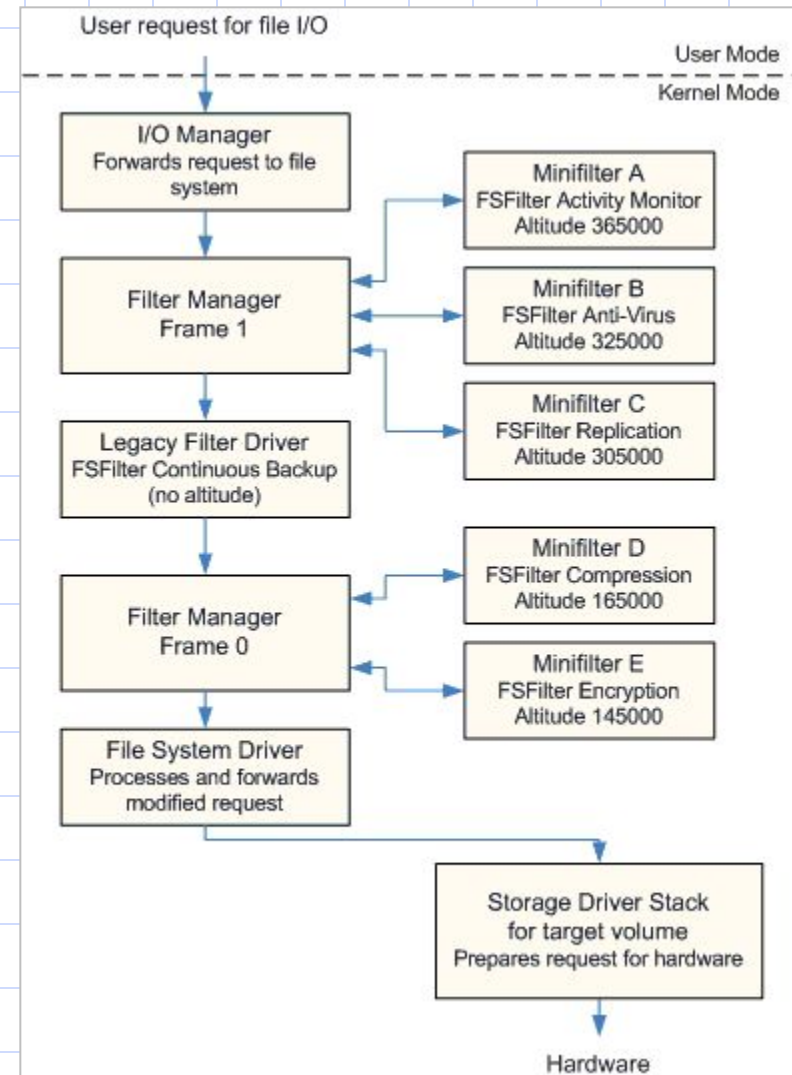 User request for file I/O
User Mode
Kernel Mode
I/O Manager
Forwards request to file
system
Minifilter A
FSFilter Activity Monitor
Altitude 365000
Filter Manager
Frame 1
Minifilter B
FSFilter Anti-Virus
Altitude 325000
Minifilter C
FSFilter Replication
Altitude 305000
Legacy Filter Driver
FSFilter Continuous Backup
(no altitude)
Filter Manager
Frame 0
Minifilter D
FSFilter Compression
Altitude 165000
Minifilter E
FSFilter Encryption
Altitude 145000
File System Driver
Processes and forwards
modified request
Storage Driver Stack
for target volume
Prepares request for hardware
Hardware